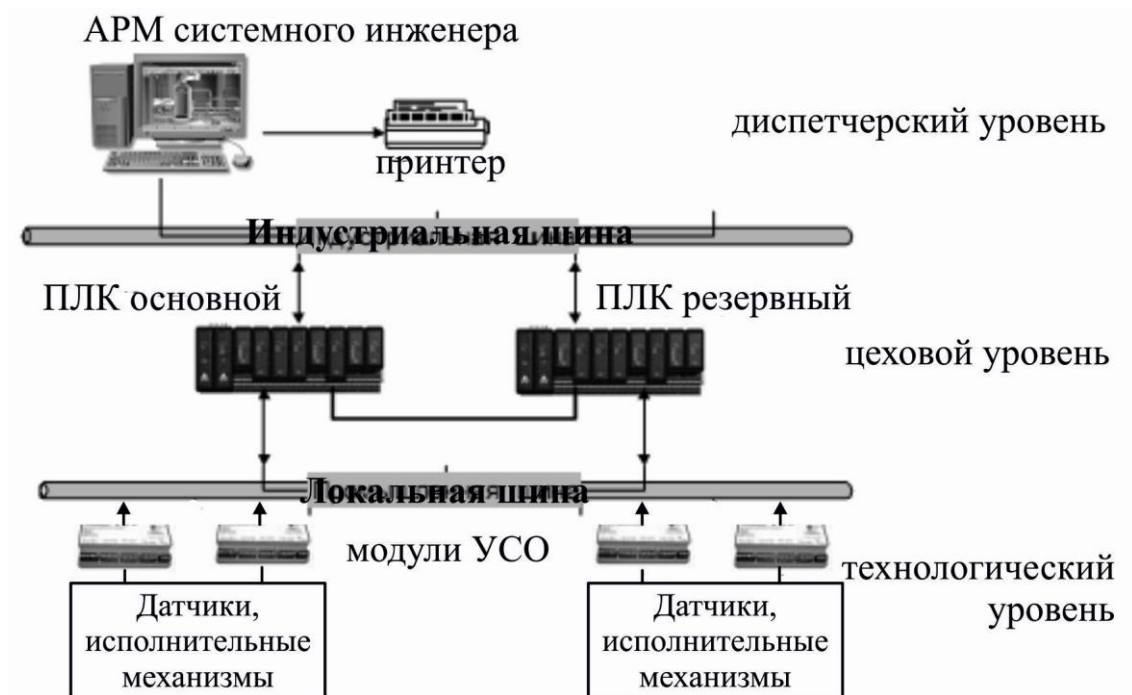 АРМ системного инженера
принтер
диспетчерский уровень
Индустриальная шина
ПЛК основной
ПЛК резервный
цеховой уровень
Локальная шина
модули УСО
технологический
уровень
Датчики,
исполнительные
механизмы
Датчики,
исполнительные
механизмы